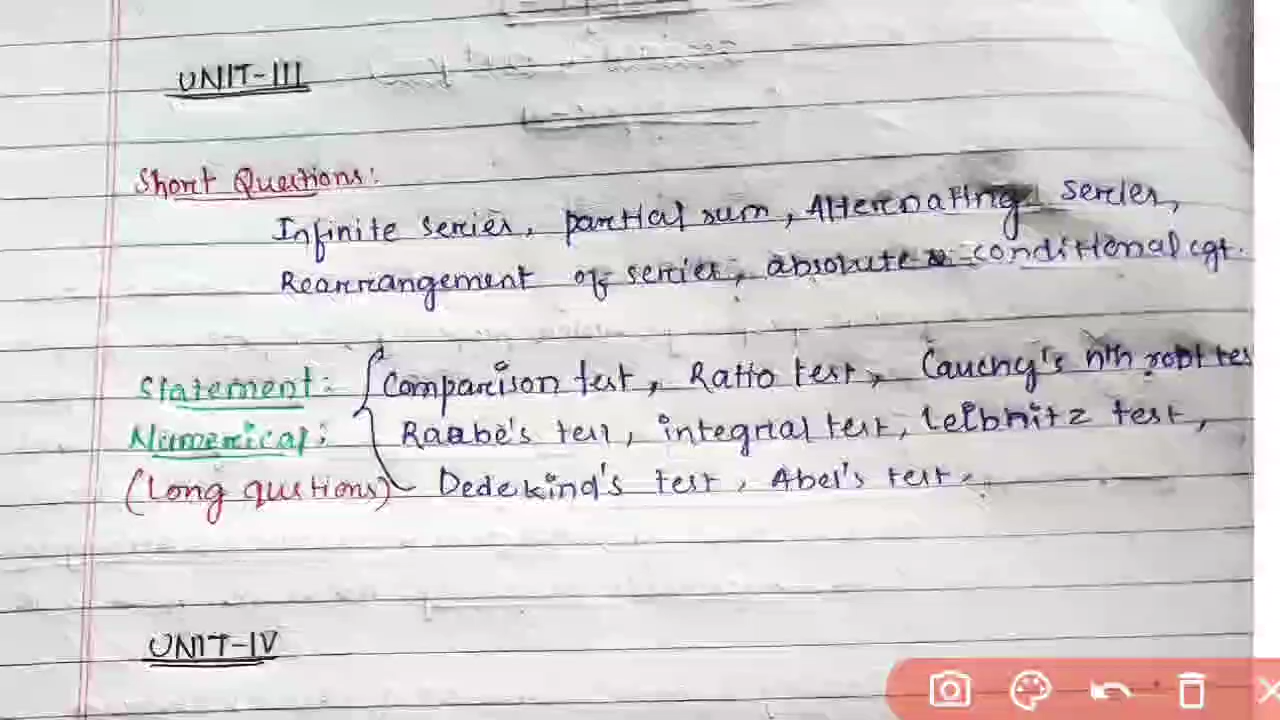 UNIT-III
Short Questions:
Infinite series, partial sum, Alternating series,
Rearrangement of series, absolute & conditional cgt.
Statement: Comparison test, Ratio test, Cauchy's nth root tes
Numerical: Raabe's test, integral test, Leibnitz test,
(Long qustions) Dedekind's test, Abel's test,
UNIT-IV